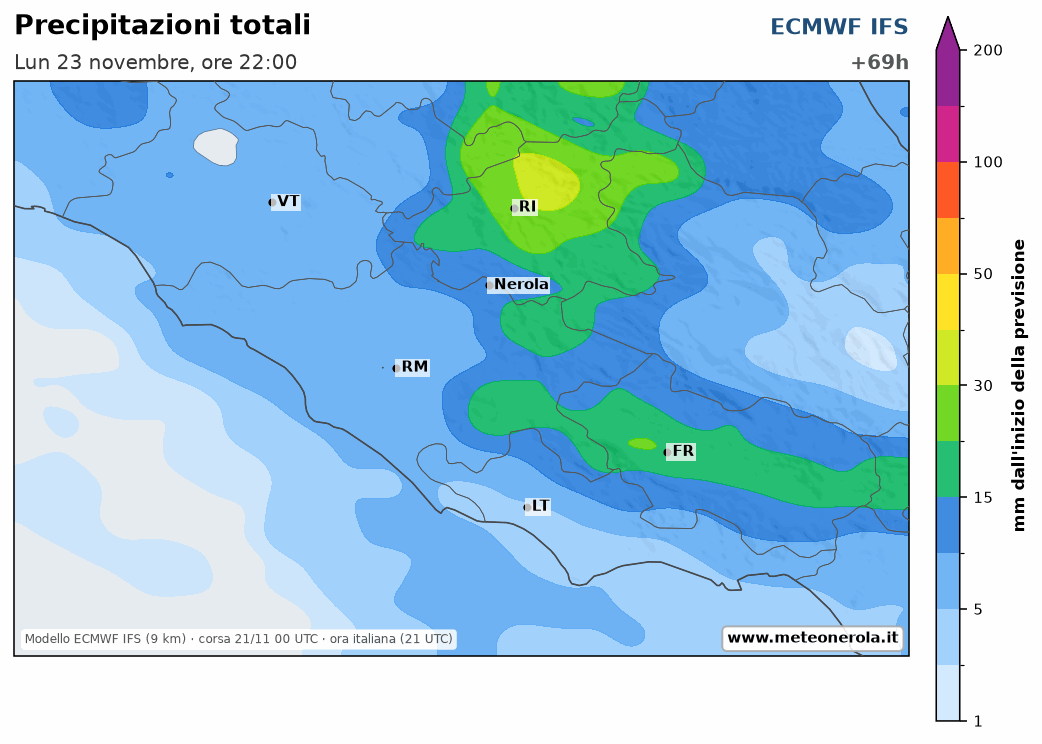 Precipitazioni totali
ECMWF IFS
Lun 23 novembre, ore 22:00
+69h
200
100
50
30
15
5
1
mm dall'inizio della previsione
VT
RI
Nerola
RM
FR
LT
Modello ECMWF IFS (9 km) · corsa 21/11 00 UTC · ora italiana (21 UTC)
www.meteonerola.it